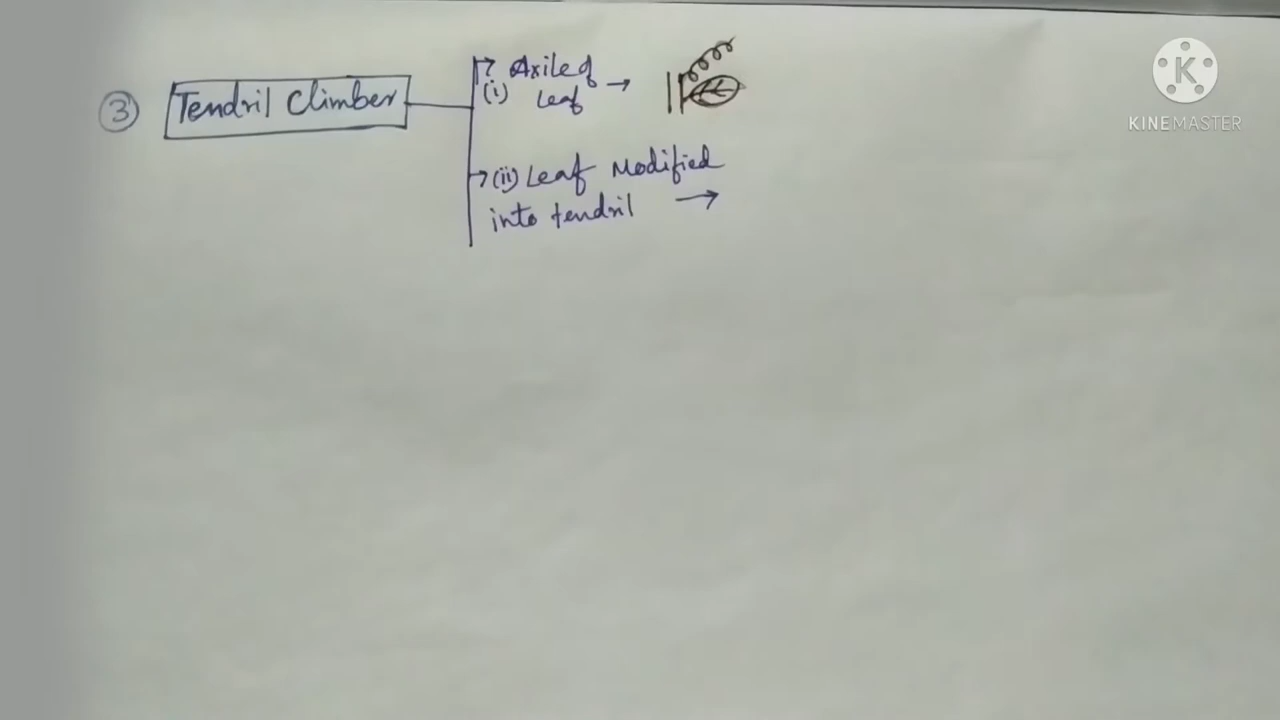 ③ Tendril Climber
(i) Axile of
Leaf →
(ii) Leaf Modified
into tendril →
K
KINEMASTER